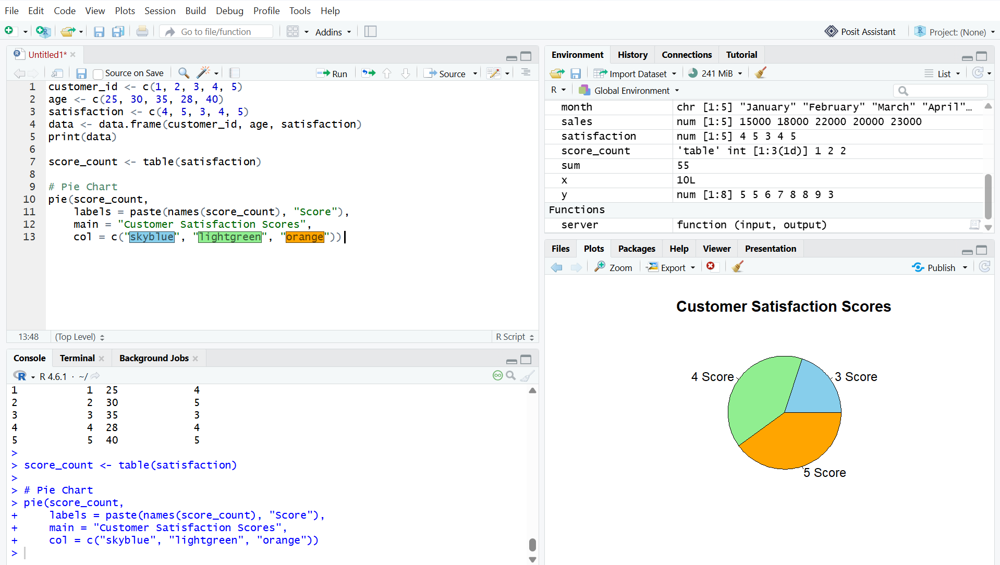 File Edit Code View Plots Session Build Debug Profile Tools Help
Go to file/function Addins Posit Assistant Project: (None)
Untitled1*
Source on Save Run Source
1 customer_id <- c(1, 2, 3, 4, 5)
2 age <- c(25, 30, 35, 28, 40)
3 satisfaction <- c(4, 5, 3, 4, 5)
4 data <- data.frame(customer_id, age, satisfaction)
5 print(data)
6
7 score_count <- table(satisfaction)
8
9 # Pie Chart
10 pie(score_count,
11     labels = paste(names(score_count), "Score"),
12     main = "Customer Satisfaction Scores",
13     col = c("skyblue", "lightgreen", "orange"))
13:48 (Top Level) R Script
Console Terminal Background Jobs
R R 4.6.1 · ~/
1 1 25 4
2 2 30 5
3 3 35 3
4 4 28 4
5 5 40 5
>
> score_count <- table(satisfaction)
>
> # Pie Chart
> pie(score_count,
+     labels = paste(names(score_count), "Score"),
+     main = "Customer Satisfaction Scores",
+     col = c("skyblue", "lightgreen", "orange"))
>
Environment History Connections Tutorial
Import Dataset 241 MiB List
R Global Environment
month chr [1:5] "January" "February" "March" "April"…
sales num [1:5] 15000 18000 22000 20000 23000
satisfaction num [1:5] 4 5 3 4 5
score_count 'table' int [1:3(1d)] 1 2 2
sum 55
x 10L
y num [1:8] 5 5 6 7 8 8 9 3
Functions
server function (input, output)
Files Plots Packages Help Viewer Presentation
Zoom Export Publish
Customer Satisfaction Scores
4 Score 3 Score
5 Score